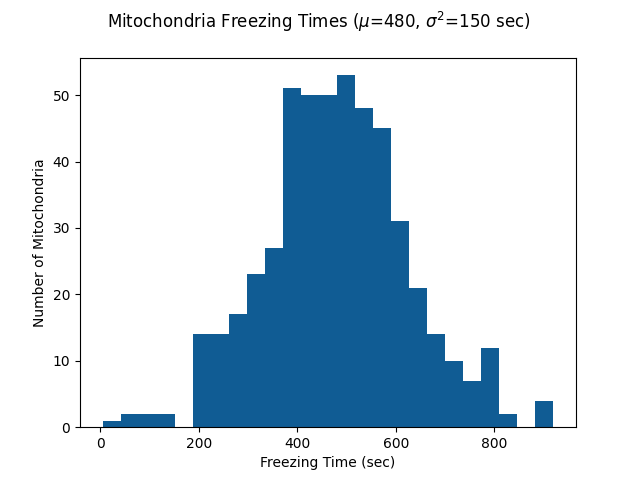 Mitochondria Freezing Times (μ=480, σ²=150 sec)
50
40
30
20
10
0
Number of Mitochondria
0 200 400 600 800
Freezing Time (sec)